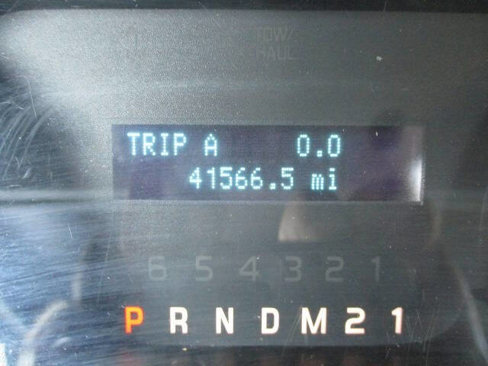 TOW/
HAUL
TRIP A 0.0
41566.5 mi
6 5 4 3 2 1
P R N D M 2 1